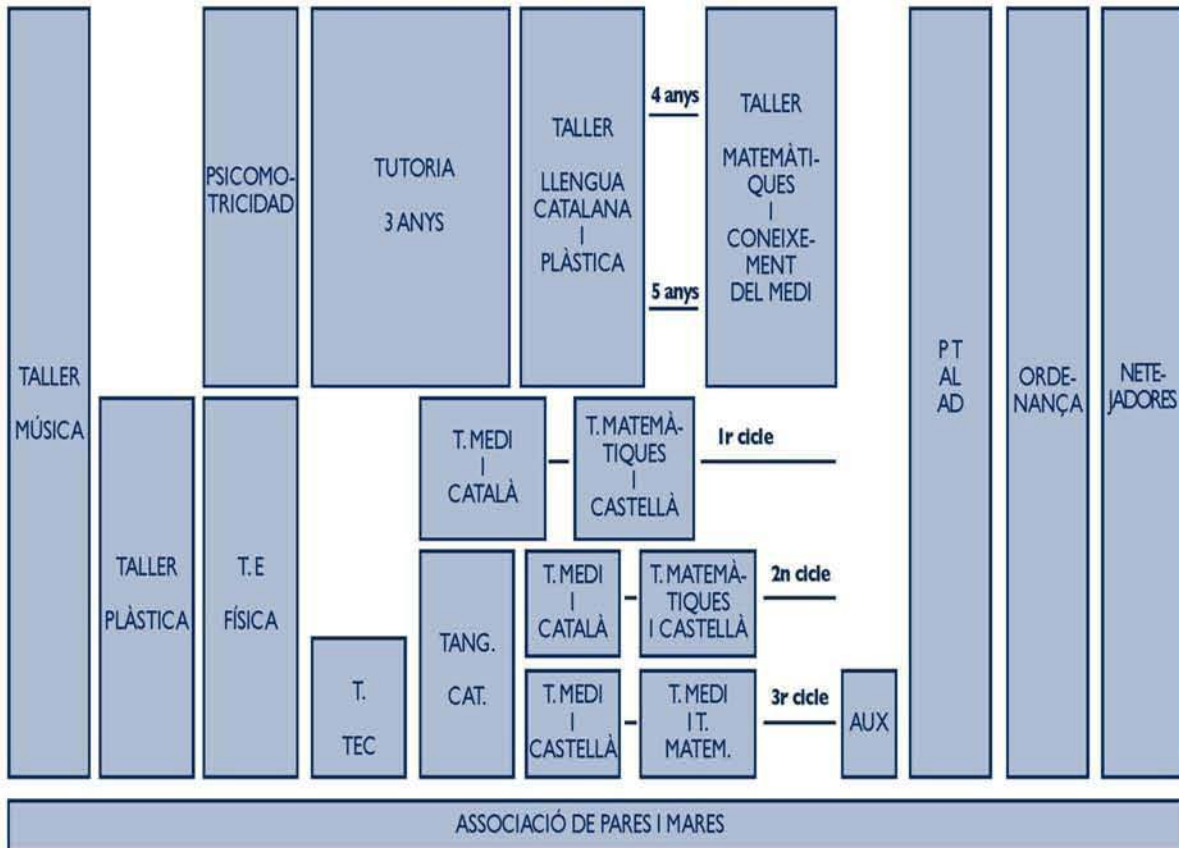 TALLER
MÚSICA
TALLER
PLÀSTICA
PSICOMO-
TRICIDAD
T. E
FÍSICA
TUTORIA
3 ANYS
TALLER
LLENGUA
CATALANA
I
PLÀSTICA
4 anys
5 anys
TALLER
MATEMÀTI-
QUES
I
CONEIXE-
MENT
DEL MEDI
T. MEDI
I
CATALÀ
T. MATEMÀ-
TIQUES
I
CASTELLÀ
1r cicle
T.
TEC
TANG.
CAT.
T. MEDI
I
CATALÀ
T. MATEMÀ-
TIQUES
I CASTELLÀ
2n cicle
T. MEDI
I
CASTELLÀ
T. MEDI
I T.
MATEM.
3r cicle
AUX
P T
AL
AD
ORDE-
NANÇA
NETE-
JADORES
ASSOCIACIÓ DE PARES I MARES